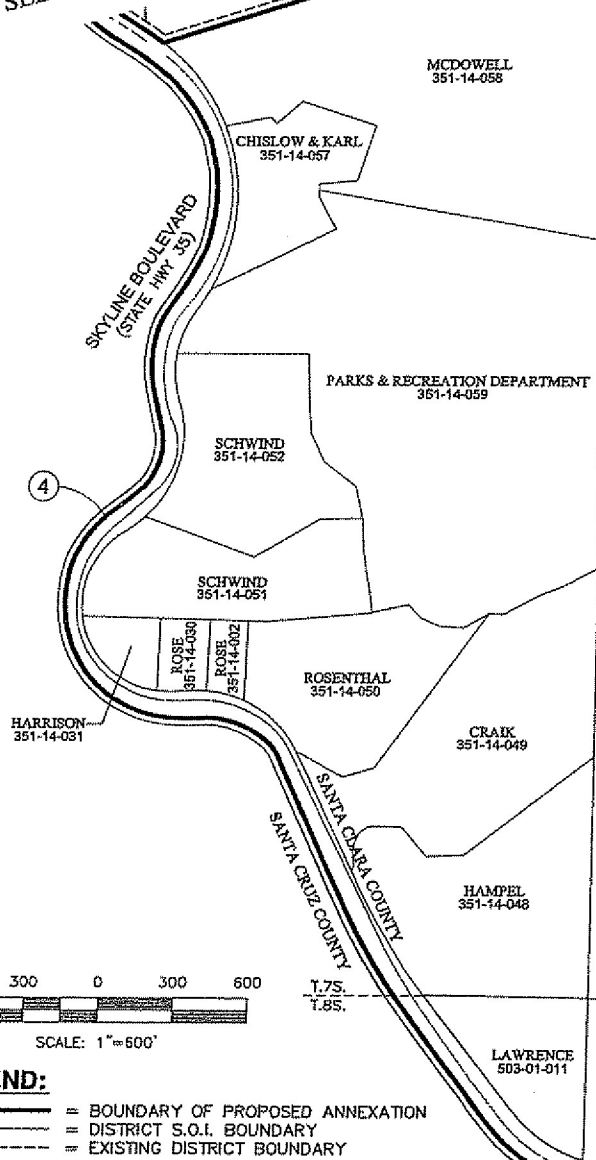 MCDOWELL
351-14-058
CHISLOW & KARL
351-14-057
SKYLINE BOULEVARD
(STATE HWY 35)
PARKS & RECREATION DEPARTMENT
351-14-059
SCHWIND
351-14-052
4
SCHWIND
351-14-051
ROSE
351-14-030
ROSE
351-14-002
ROSENTHAL
351-14-050
HARRISON
351-14-031
CRAIK
351-14-049
SANTA CLARA COUNTY
SANTA CRUZ COUNTY
HAMPEL
351-14-048
300 0 300 600
T.7S.
T.8S.
SCALE: 1"=600'
LAWRENCE
503-01-011
END:
= BOUNDARY OF PROPOSED ANNEXATION
= DISTRICT S.O.I. BOUNDARY
= EXISTING DISTRICT BOUNDARY